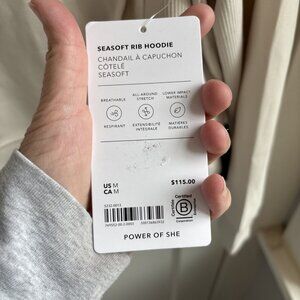 SEASOFT RIB HOODIE
CHANDAIL À CAPUCHON
CÔTELÉ
SEASOFT
BREATHABLE
ALL-AROUND
STRETCH
LOWER IMPACT
MATERIALS
RESPIRANT
EXTENSIBILITÉ
INTÉGRALE
MATIÈRES
DURABLES
US M
CA M
$115.00
Certified
B
Corporation
POWER OF SHE